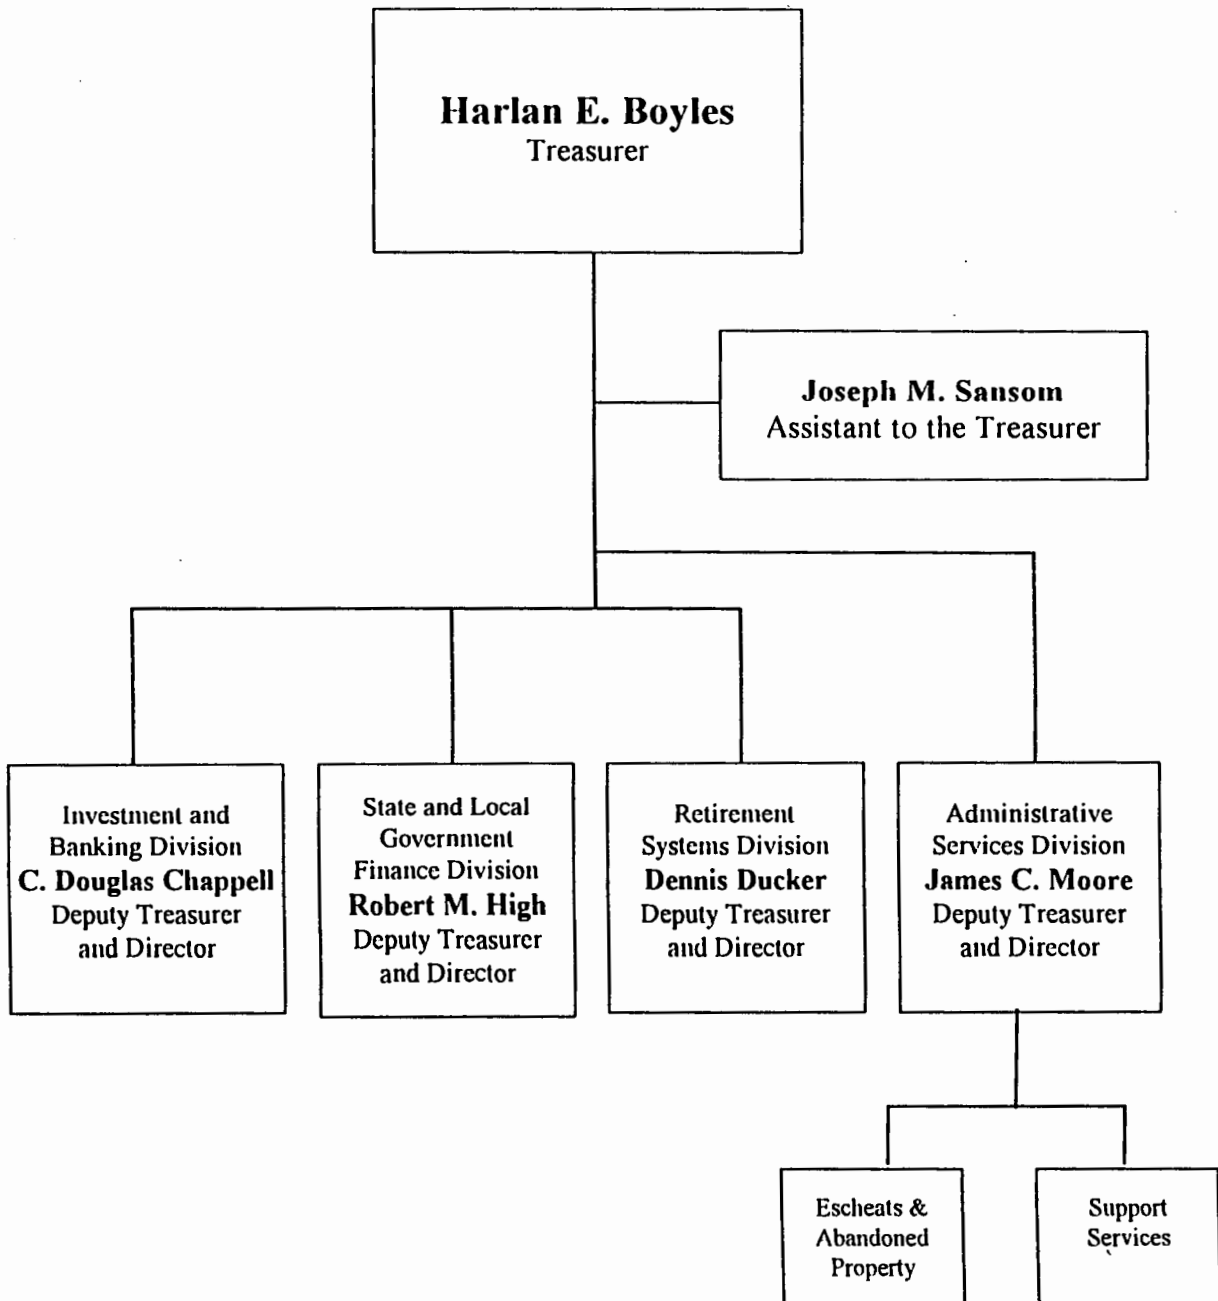 Harlan E. Boyles
Treasurer
Joseph M. Sansom
Assistant to the Treasurer
Investment and
Banking Division
C. Douglas Chappell
Deputy Treasurer
and Director
State and Local
Government
Finance Division
Robert M. High
Deputy Treasurer
and Director
Retirement
Systems Division
Dennis Ducker
Deputy Treasurer
and Director
Administrative
Services Division
James C. Moore
Deputy Treasurer
and Director
Escheats &
Abandoned
Property
Support
Services